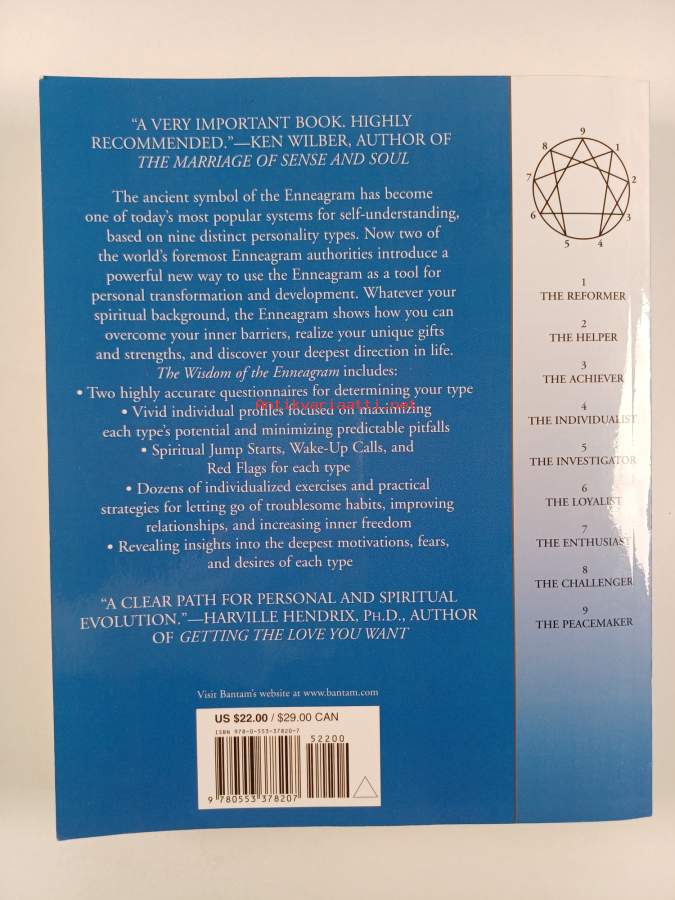 “A VERY IMPORTANT BOOK. HIGHLY
RECOMMENDED.”—KEN WILBER, AUTHOR OF
THE MARRIAGE OF SENSE AND SOUL
The ancient symbol of the Enneagram has become
one of today’s most popular systems for self-understanding,
based on nine distinct personality types. Now two of
the world’s foremost Enneagram authorities introduce a
powerful new way to use the Enneagram as a tool for
personal transformation and development. Whatever your
spiritual background, the Enneagram shows how you can
overcome your inner barriers, realize your unique gifts
and strengths, and discover your deepest direction in life.
The Wisdom of the Enneagram includes:
• Two highly accurate questionnaires for determining your type
• Vivid individual profiles focused on maximizing
Antikvariaatti.net
each type’s potential and minimizing predictable pitfalls
• Spiritual Jump Starts, Wake-Up Calls, and
Red Flags for each type
• Dozens of individualized exercises and practical
strategies for letting go of troublesome habits, improving
relationships, and increasing inner freedom
• Revealing insights into the deepest motivations, fears,
and desires of each type
“A CLEAR PATH FOR PERSONAL AND SPIRITUAL
EVOLUTION.”—HARVILLE HENDRIX, PH.D., AUTHOR
OF GETTING THE LOVE YOU WANT
Visit Bantam’s website at www.bantam.com
US $22.00 / $29.00 CAN
ISBN 978-0-553-37820-7
52200
9 780553 378207
9
8 1
7 2
6 3
5 4
1
THE REFORMER
2
THE HELPER
3
THE ACHIEVER
4
THE INDIVIDUALIST
5
THE INVESTIGATOR
6
THE LOYALIST
7
THE ENTHUSIAST
8
THE CHALLENGER
9
THE PEACEMAKER